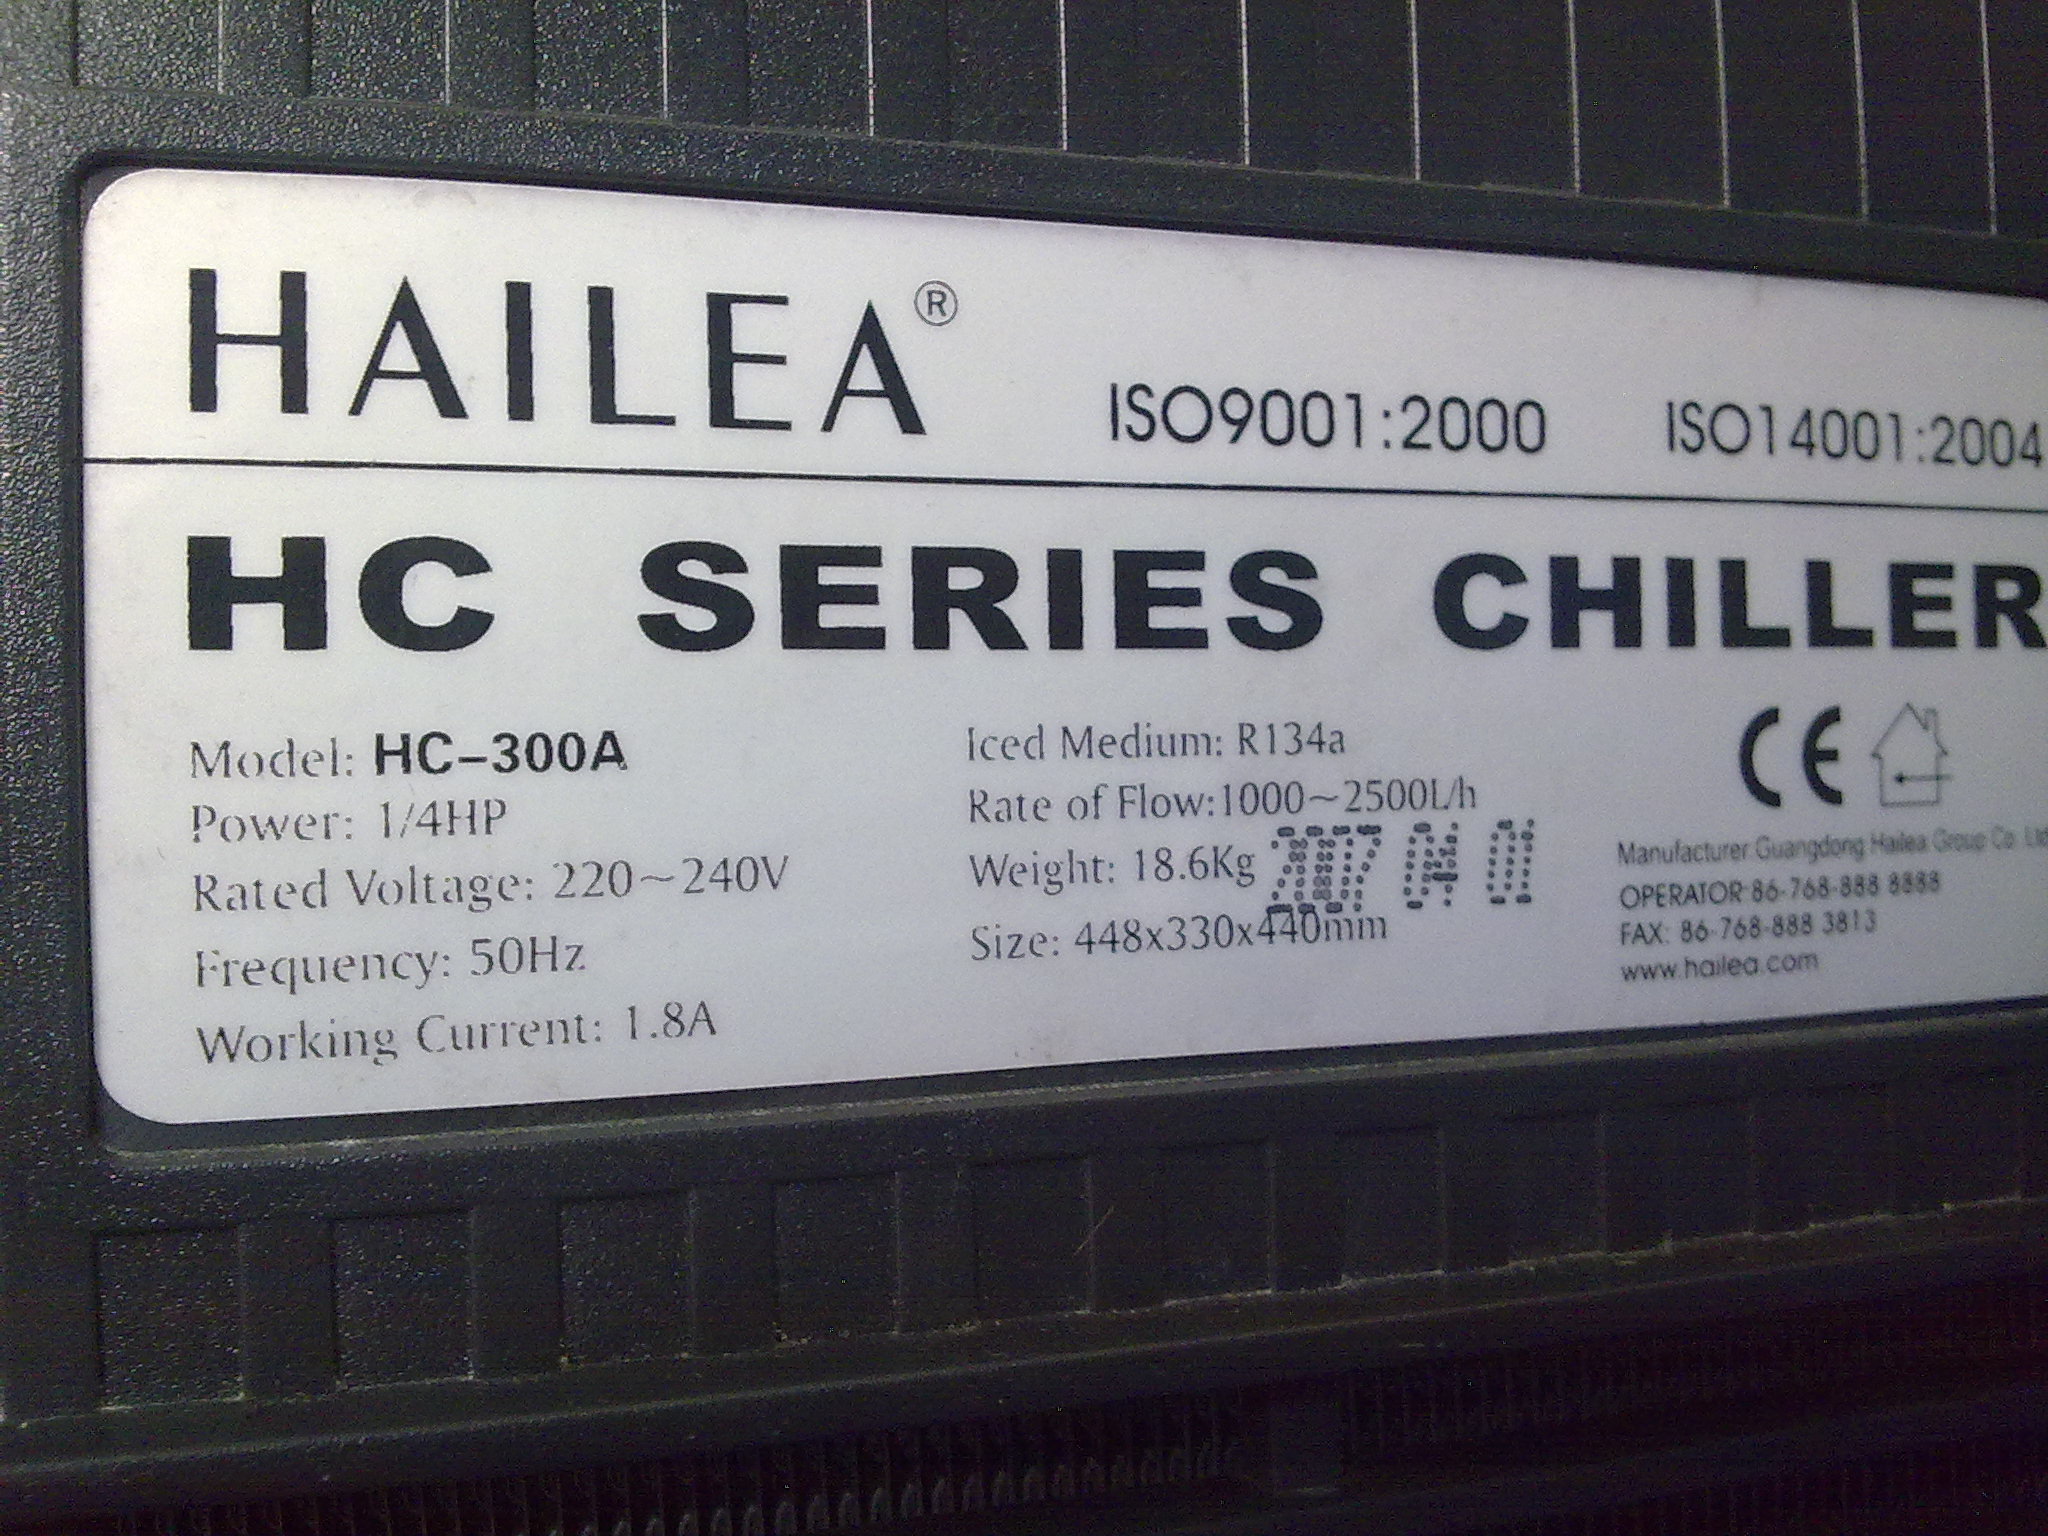 HAILEA®
ISO9001:2000 ISO14001:2004
HC SERIES CHILLER
Model: HC-300A
Power: 1/4HP
Rated Voltage: 220~240V
Frequency: 50Hz
Working Current: 1.8A
Iced Medium: R134a
Rate of Flow:1000~2500L/h
Weight: 18.6Kg
Size: 448x330x440mm
CE
Manufacturer Guangdong Hailea Group Co. Ltd
OPERATOR 86-768-888 8888
FAX: 86-768-888 3813
www.hailea.com